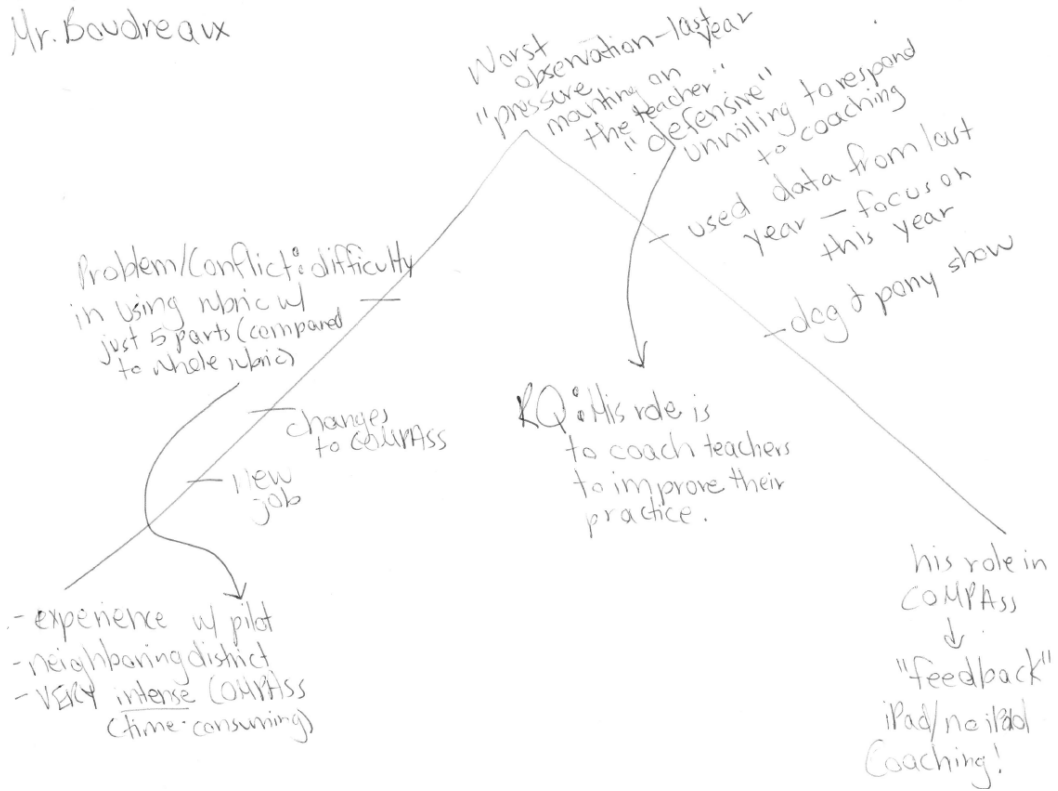 Mr. Boudreaux
Worst
observation-last year
"pressure
mounting on
the teacher"
"defensive"
unwilling to respond
to coaching
- used data from last
year - focus on
this year
- dog & pony show
Problem/Conflict: difficulty
in using rubric w/
just 5 parts (compared
to whole rubric)
changes
to COMPASS
- new
job
RQ: His role is
to coach teachers
to improve their
practice.
- experience w/ pilot
- neighboring district
- VERY intense COMPASS
(time-consuming)
his role in
COMPASS
↓
"feedback"
iPad/no iPad
Coaching!